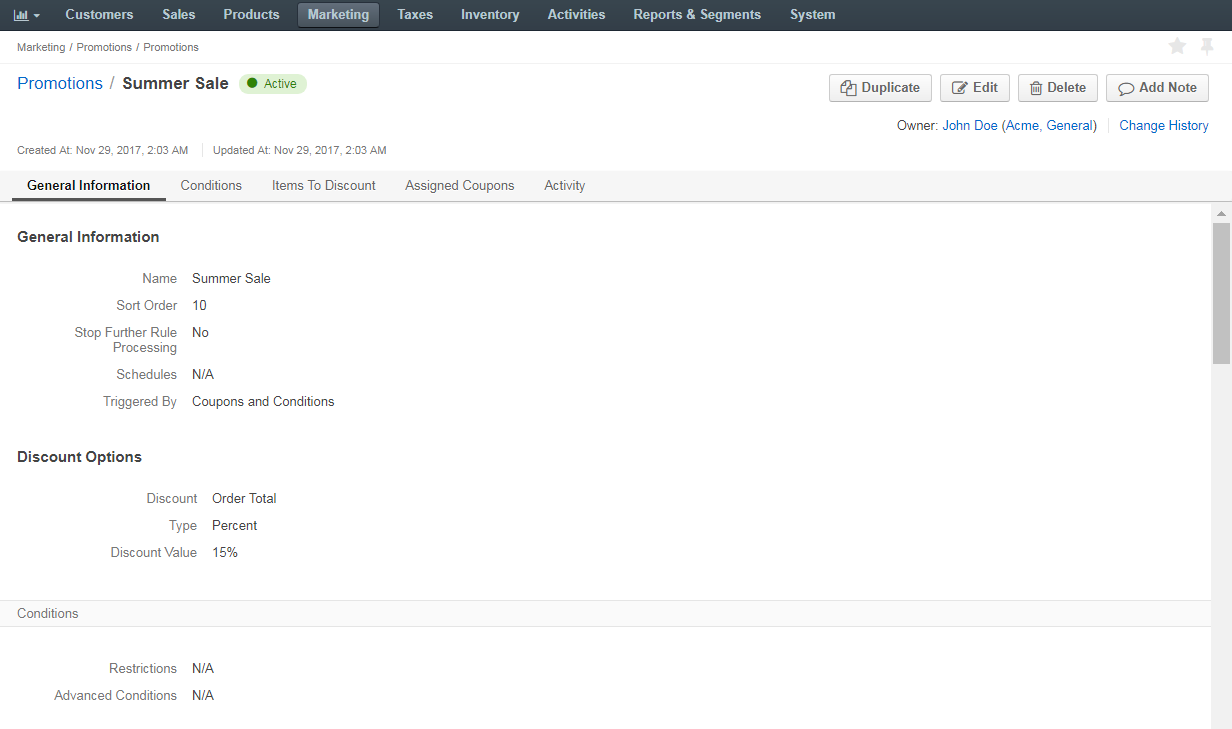 Customers Sales Products Marketing Taxes Inventory Activities Reports & Segments System
Marketing / Promotions / Promotions
Promotions / Summer Sale Active
Duplicate Edit Delete Add Note
Owner: John Doe (Acme, General) Change History
Created At: Nov 29, 2017, 2:03 AM Updated At: Nov 29, 2017, 2:03 AM
General Information Conditions Items To Discount Assigned Coupons Activity
General Information
Name Summer Sale
Sort Order 10
Stop Further Rule No
Processing
Schedules N/A
Triggered By Coupons and Conditions
Discount Options
Discount Order Total
Type Percent
Discount Value 15%
Conditions
Restrictions N/A
Advanced Conditions N/A